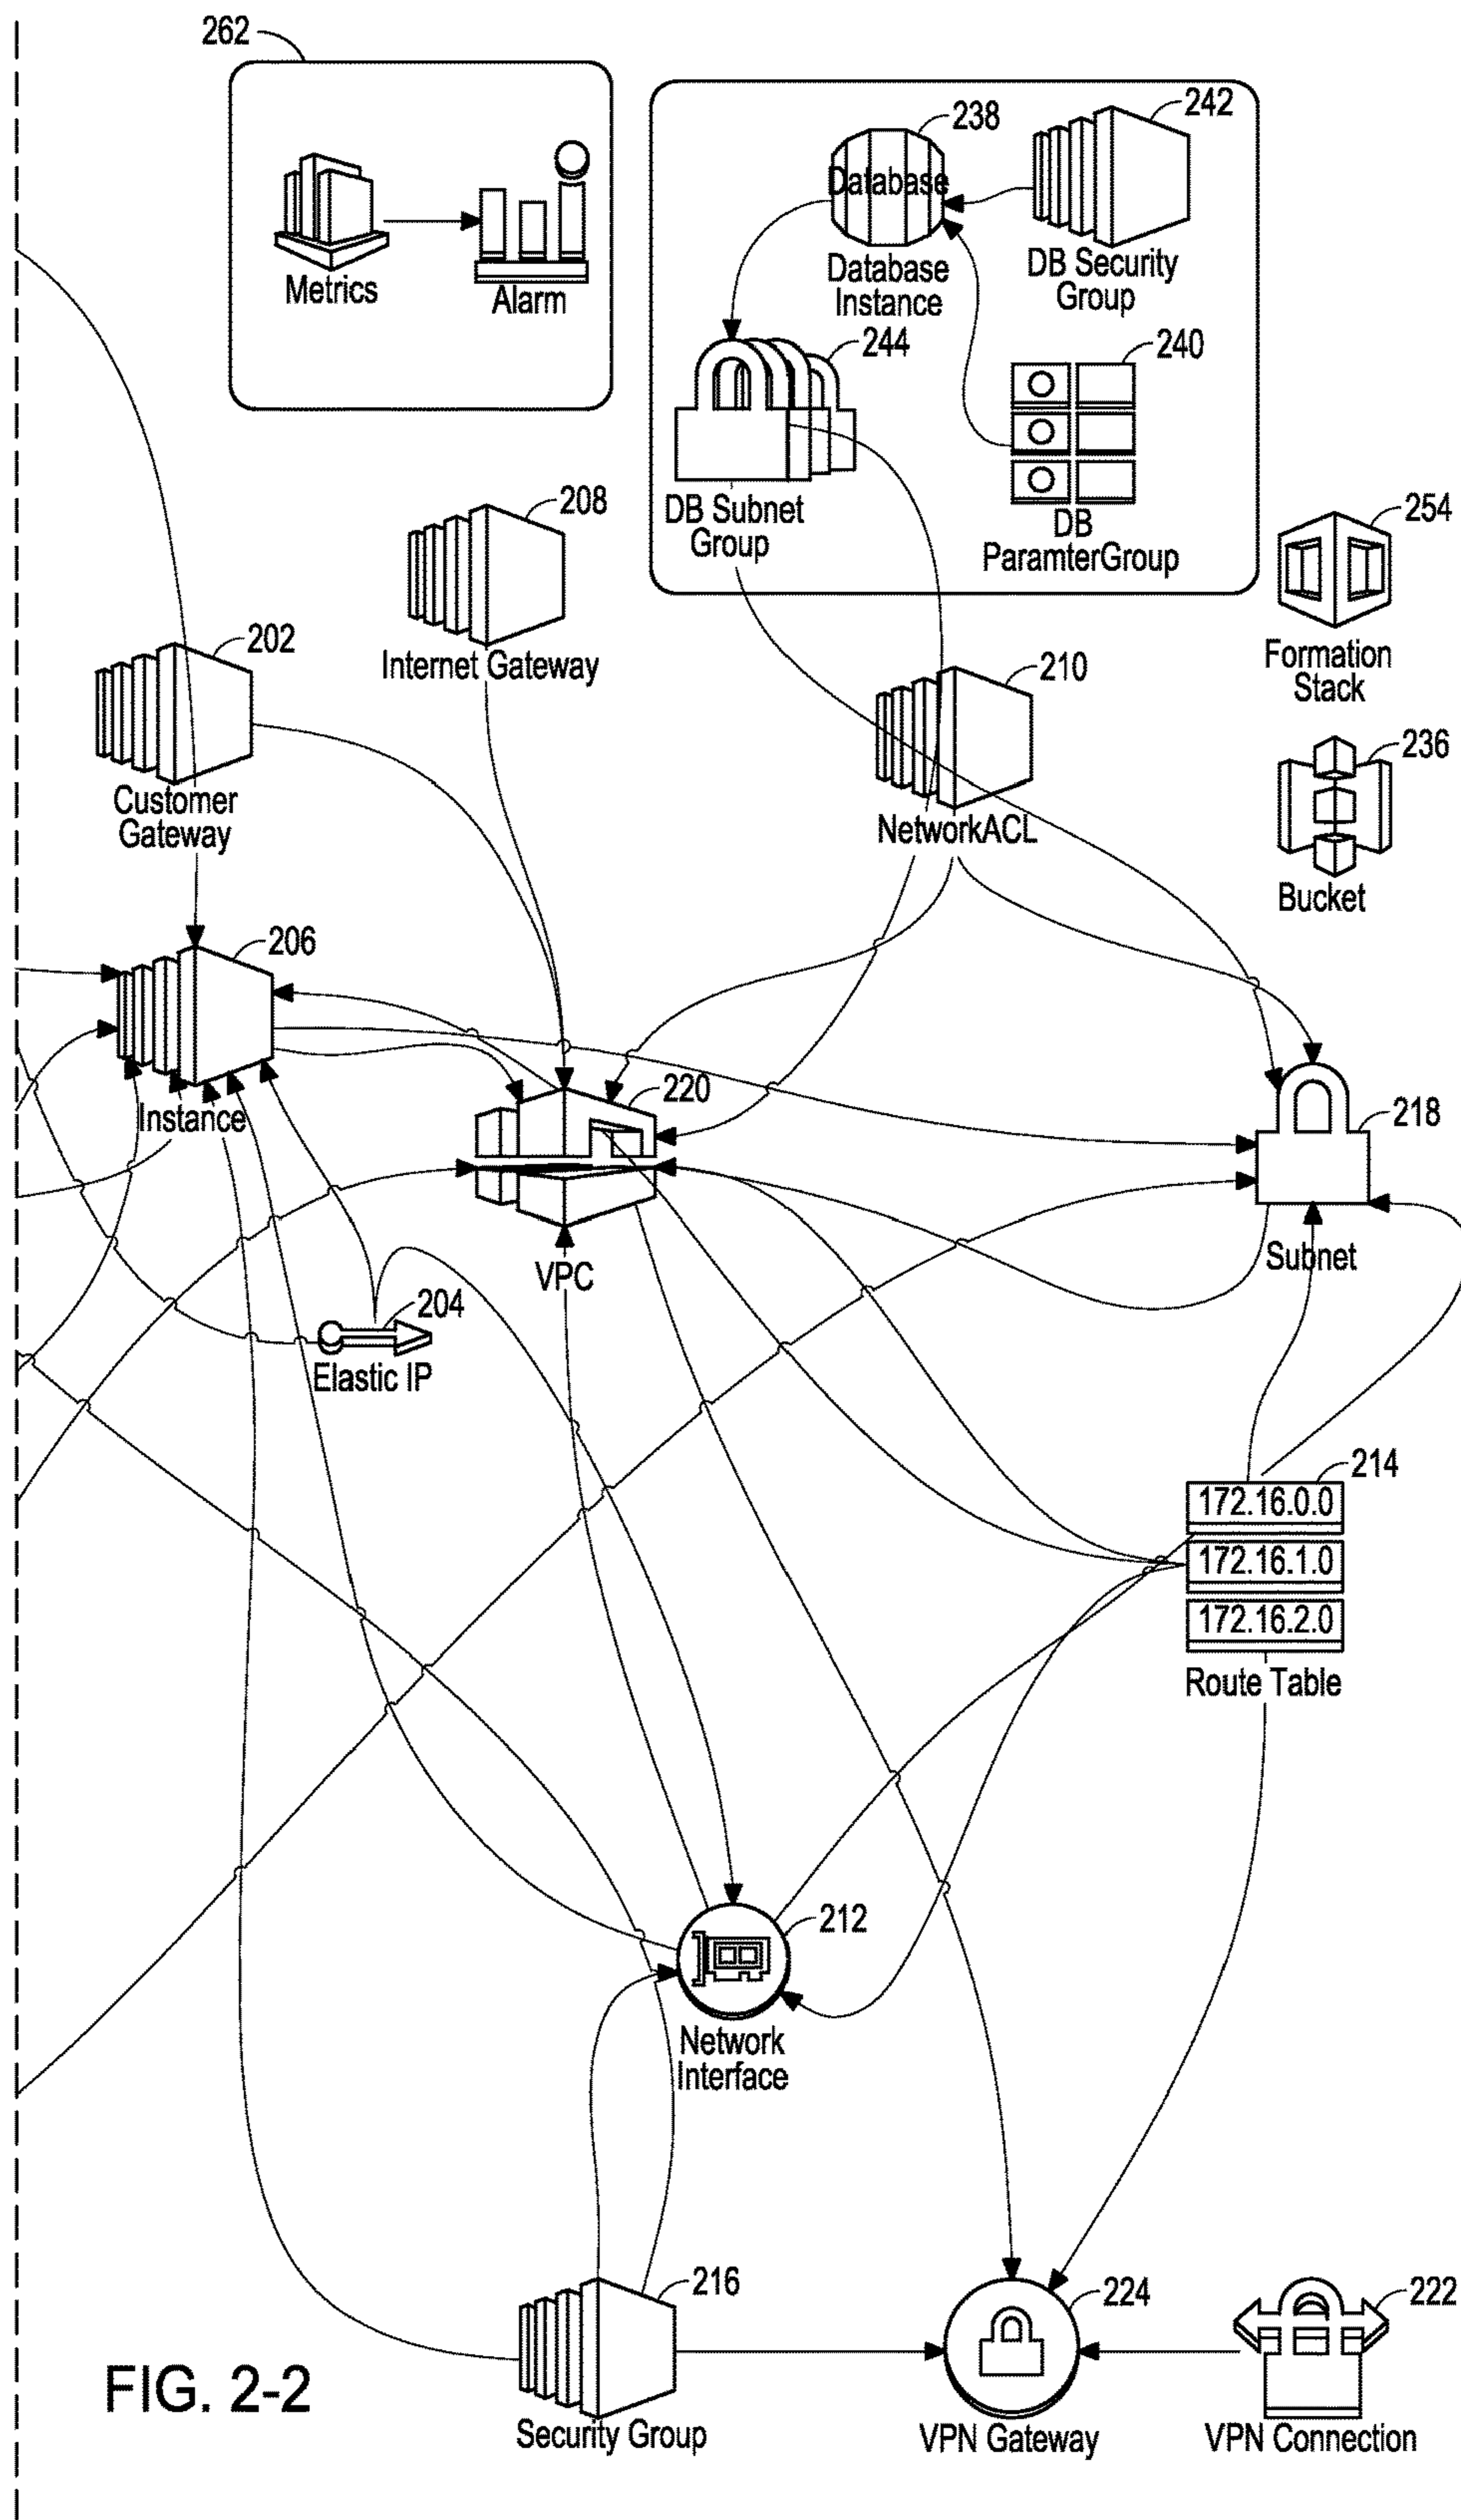 262
Metrics
Alarm
238
Database
Database
Instance
242
DB Security
Group
244
DB Subnet
Group
240
DB
ParamterGroup
254
Formation
Stack
208
Internet Gateway
202
Customer
Gateway
210
NetworkACL
236
Bucket
206
Instance
220
VPC
218
Subnet
204
Elastic IP
214
172.16.0.0
172.16.1.0
172.16.2.0
Route Table
212
Network
Interface
216
Security Group
224
VPN Gateway
222
VPN Connection
FIG. 2-2